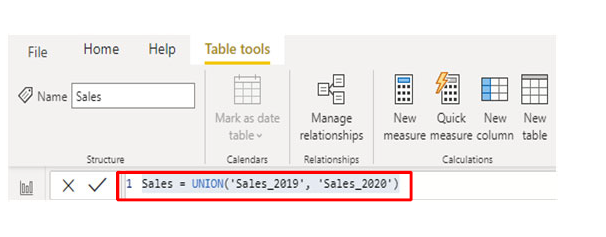 File Home Help Table tools
Name Sales
Mark as date table
Manage relationships
New measure
Quick measure
New column
New table
Structure Calendars Relationships Calculations
1 Sales = UNION('Sales_2019', 'Sales_2020')